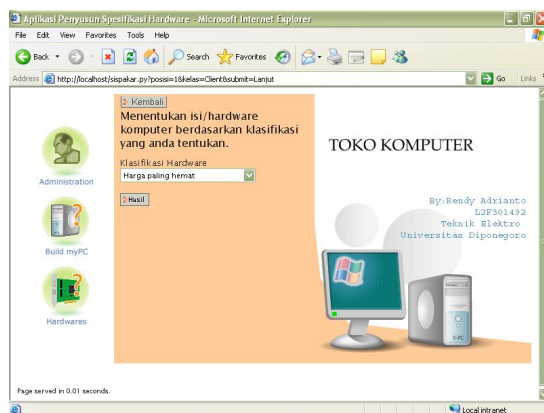 Aplikasi Penyusun Spesifikasi Hardware - Microsoft Internet Explorer
File Edit View Favorites Tools Help
Back Search Favorites
Address http://localhost/sispakar.py?posisi=18&kelas=Client&submit=Lanjut Go Links
Kembali
Menentukan isi/hardware
komputer berdasarkan klasifikasi
yang anda tentukan.
Klasifikasi Hardware
Harga paling hemat
Hasil
Administration
Build myPC
Hardwares
TOKO KOMPUTER
By:Rendy Adrianto
L2F301492
Teknik Elektro
Universitas Diponegoro
X-PC
Page served in 0.01 seconds.
Local intranet